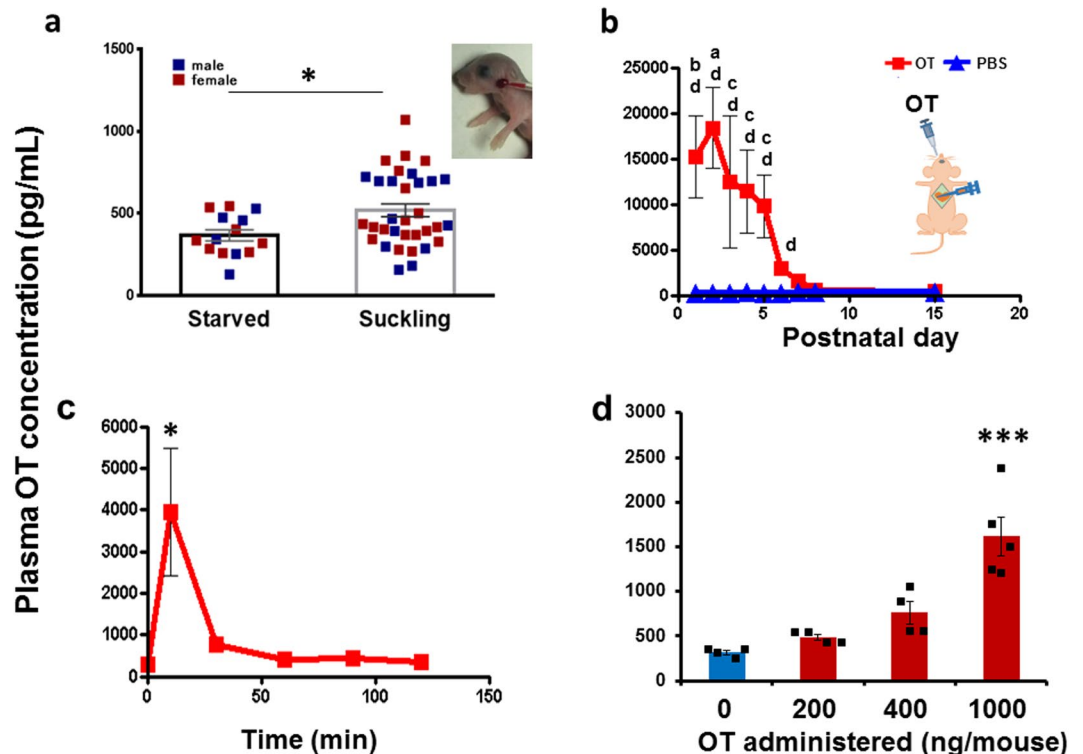 Plasma OT concentration (pg/mL)
a
1500
1000
500
0
male
female
*
Starved
Suckling
b
25000
20000
15000
10000
5000
0
b
d
a
d
c
d
c
d
c
d
d
OT
PBS
OT
0
5
10
15
20
Postnatal day
c
6000
5000
4000
3000
2000
1000
0
*
0
50
100
150
Time (min)
d
3000
2500
2000
1500
1000
500
0
***
0
200
400
1000
OT administered (ng/mouse)